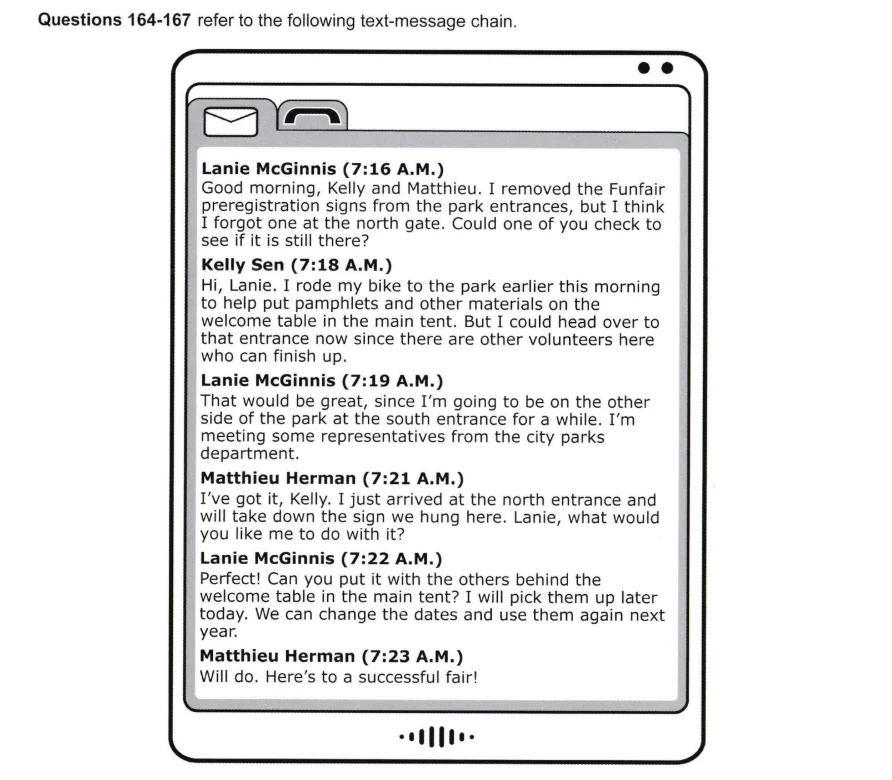 Questions 164-167 refer to the following text-message chain.
Lanie McGinnis (7:16 A.M.)
Good morning, Kelly and Matthieu. I removed the Funfair
preregistration signs from the park entrances, but I think
I forgot one at the north gate. Could one of you check to
see if it is still there?
Kelly Sen (7:18 A.M.)
Hi, Lanie. I rode my bike to the park earlier this morning
to help put pamphlets and other materials on the
welcome table in the main tent. But I could head over to
that entrance now since there are other volunteers here
who can finish up.
Lanie McGinnis (7:19 A.M.)
That would be great, since I'm going to be on the other
side of the park at the south entrance for a while. I'm
meeting some representatives from the city parks
department.
Matthieu Herman (7:21 A.M.)
I've got it, Kelly. I just arrived at the north entrance and
will take down the sign we hung here. Lanie, what would
you like me to do with it?
Lanie McGinnis (7:22 A.M.)
Perfect! Can you put it with the others behind the
welcome table in the main tent? I will pick them up later
today. We can change the dates and use them again next
year.
Matthieu Herman (7:23 A.M.)
Will do. Here's to a successful fair!